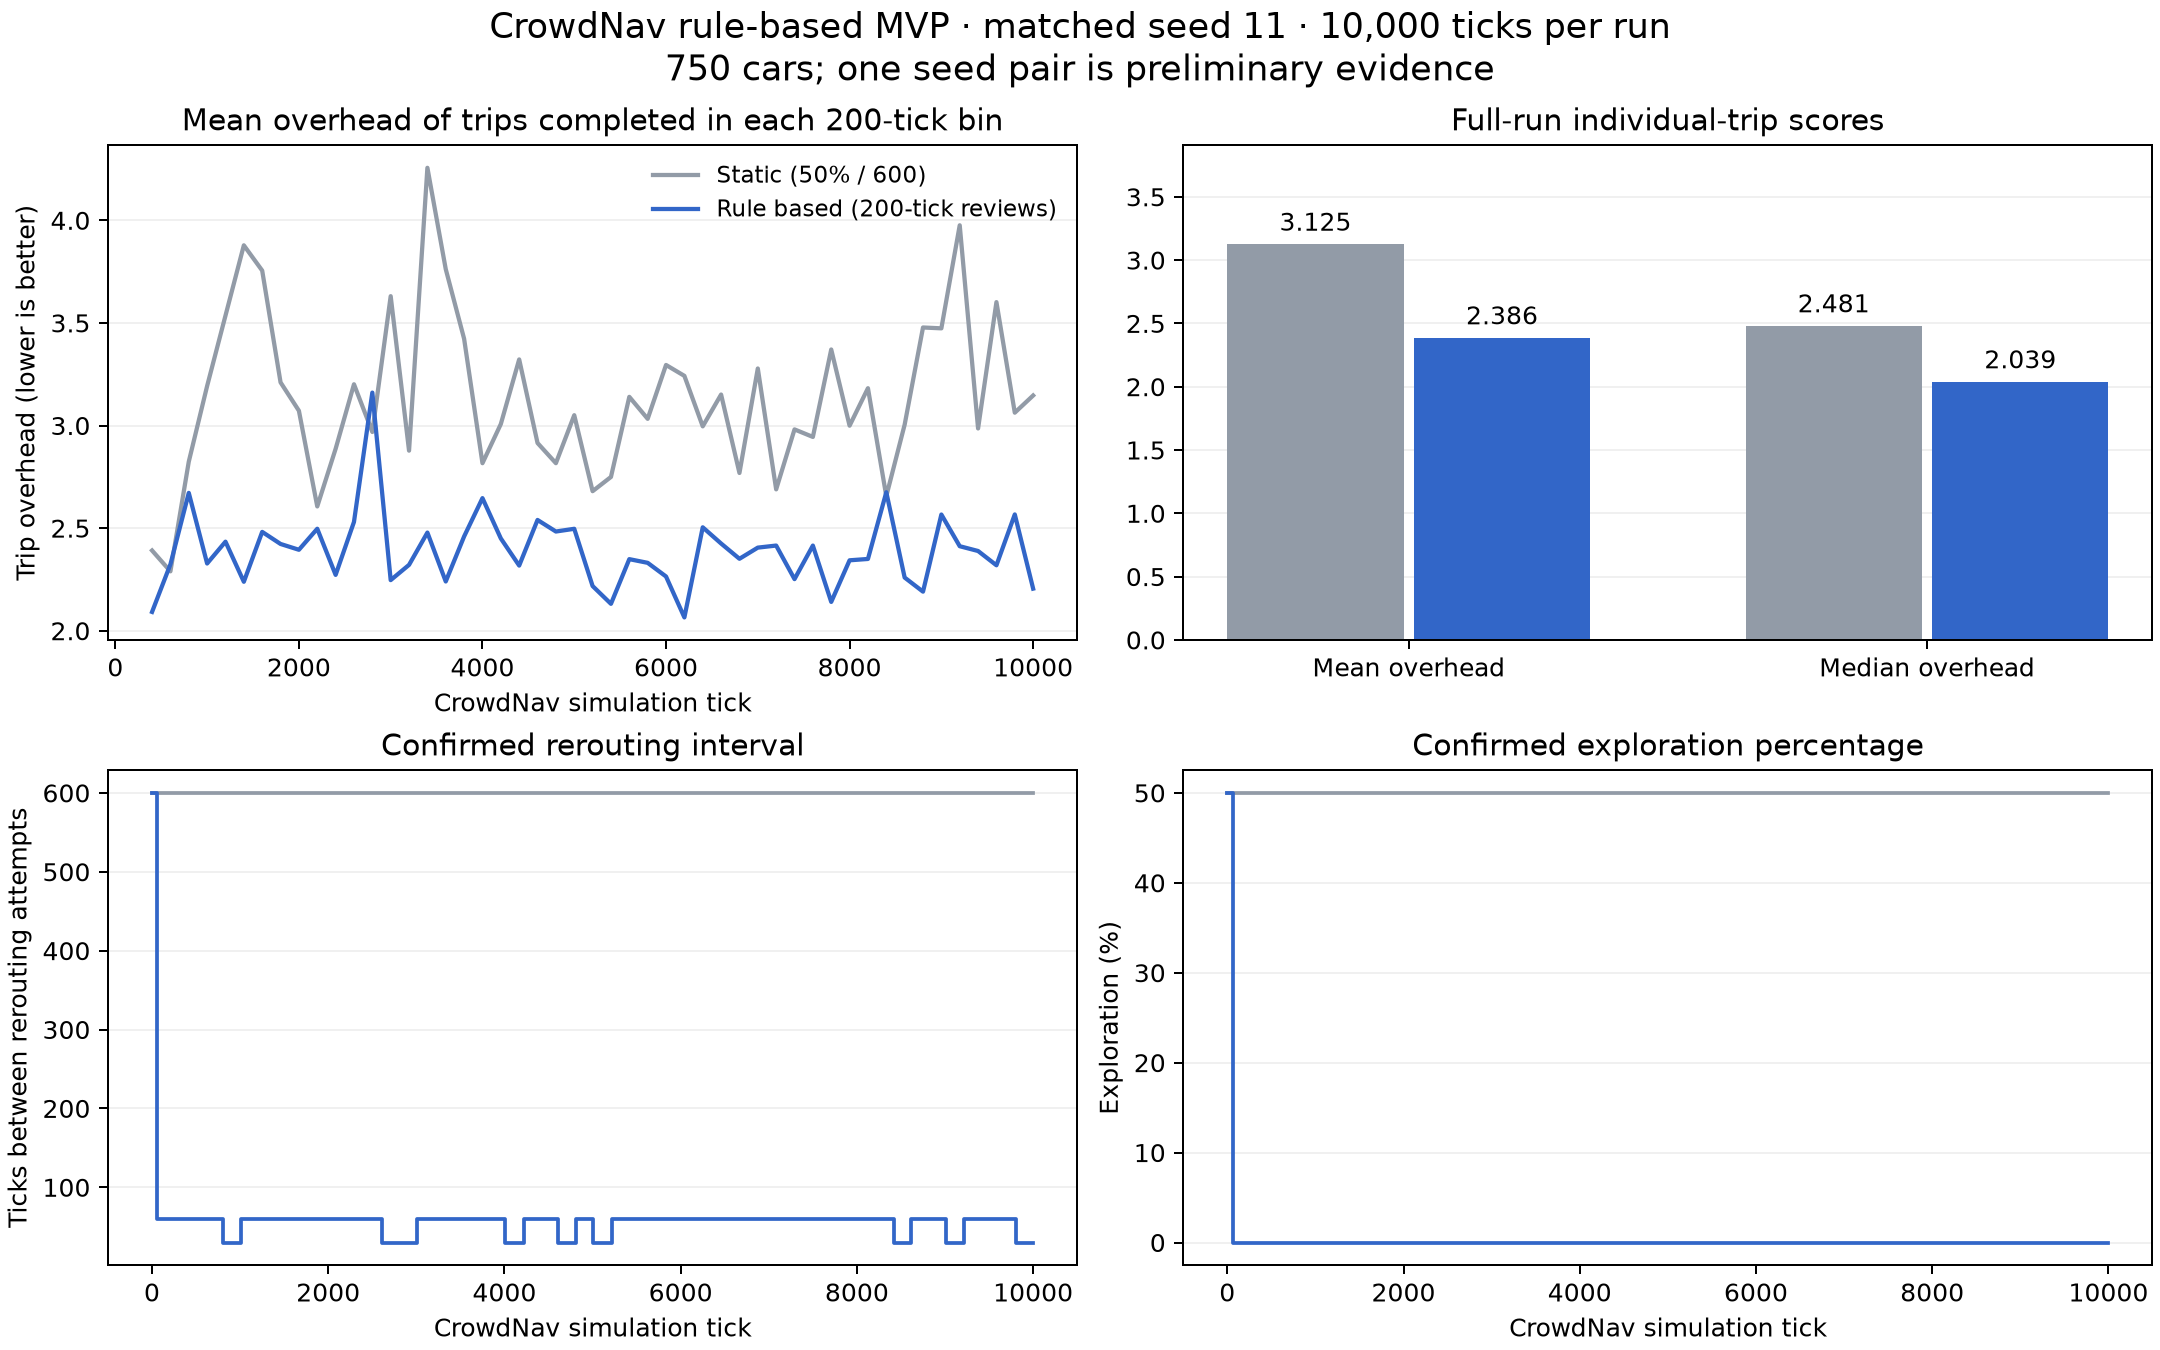 CrowdNav rule-based MVP · matched seed 11 · 10,000 ticks per run
750 cars; one seed pair is preliminary evidence
Mean overhead of trips completed in each 200-tick bin
Trip overhead (lower is better)
4.0
3.5
3.0
2.5
2.0
Static (50% / 600)
Rule based (200-tick reviews)
0 2000 4000 6000 8000 10000
CrowdNav simulation tick
Full-run individual-trip scores
3.5
3.0
2.5
2.0
1.5
1.0
0.5
0.0
3.125
2.386
2.481
2.039
Mean overhead Median overhead
Confirmed rerouting interval
Ticks between rerouting attempts
600
500
400
300
200
100
0 2000 4000 6000 8000 10000
CrowdNav simulation tick
Confirmed exploration percentage
Exploration (%)
50
40
30
20
10
0
0 2000 4000 6000 8000 10000
CrowdNav simulation tick